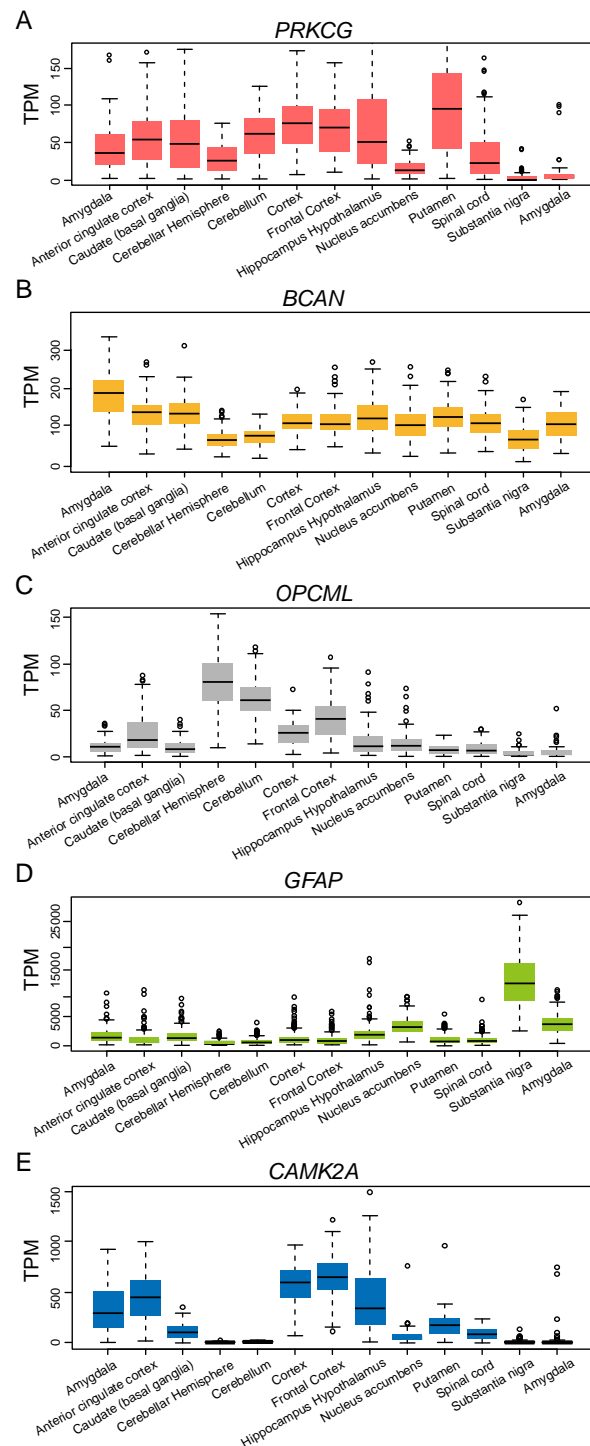 A
PRKCG
TPM
150
100
50
0
Amygdala
Anterior cingulate cortex
Caudate (basal ganglia)
Cerebellar Hemisphere
Cerebellum
Cortex
Frontal Cortex
Hippocampus Hypothalamus
Nucleus accumbens
Putamen
Spinal cord
Substantia nigra
Amygdala
B
BCAN
TPM
300
200
100
0
Amygdala
Anterior cingulate cortex
Caudate (basal ganglia)
Cerebellar Hemisphere
Cerebellum
Cortex
Frontal Cortex
Hippocampus Hypothalamus
Nucleus accumbens
Putamen
Spinal cord
Substantia nigra
Amygdala
C
OPCML
TPM
150
100
50
0
Amygdala
Anterior cingulate cortex
Caudate (basal ganglia)
Cerebellar Hemisphere
Cerebellum
Cortex
Frontal Cortex
Hippocampus Hypothalamus
Nucleus accumbens
Putamen
Spinal cord
Substantia nigra
Amygdala
D
GFAP
TPM
25000
15000
5000
0
Amygdala
Anterior cingulate cortex
Caudate (basal ganglia)
Cerebellar Hemisphere
Cerebellum
Cortex
Frontal Cortex
Hippocampus Hypothalamus
Nucleus accumbens
Putamen
Spinal cord
Substantia nigra
Amygdala
E
CAMK2A
TPM
1500
1000
500
0
Amygdala
Anterior cingulate cortex
Caudate (basal ganglia)
Cerebellar Hemisphere
Cerebellum
Cortex
Frontal Cortex
Hippocampus Hypothalamus
Nucleus accumbens
Putamen
Spinal cord
Substantia nigra
Amygdala